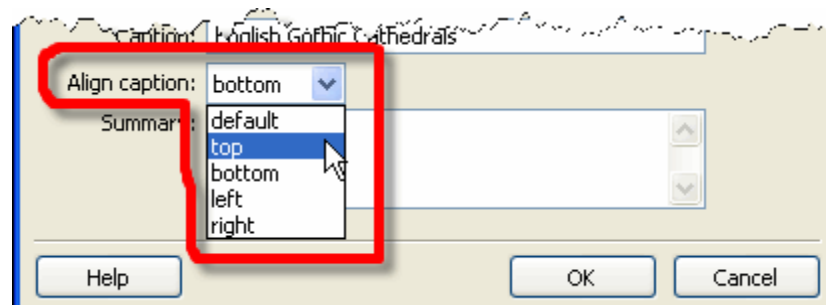 Caption: English Gothic Cathedrals
Align caption: bottom
Summary: default
top
bottom
left
right
Help OK Cancel